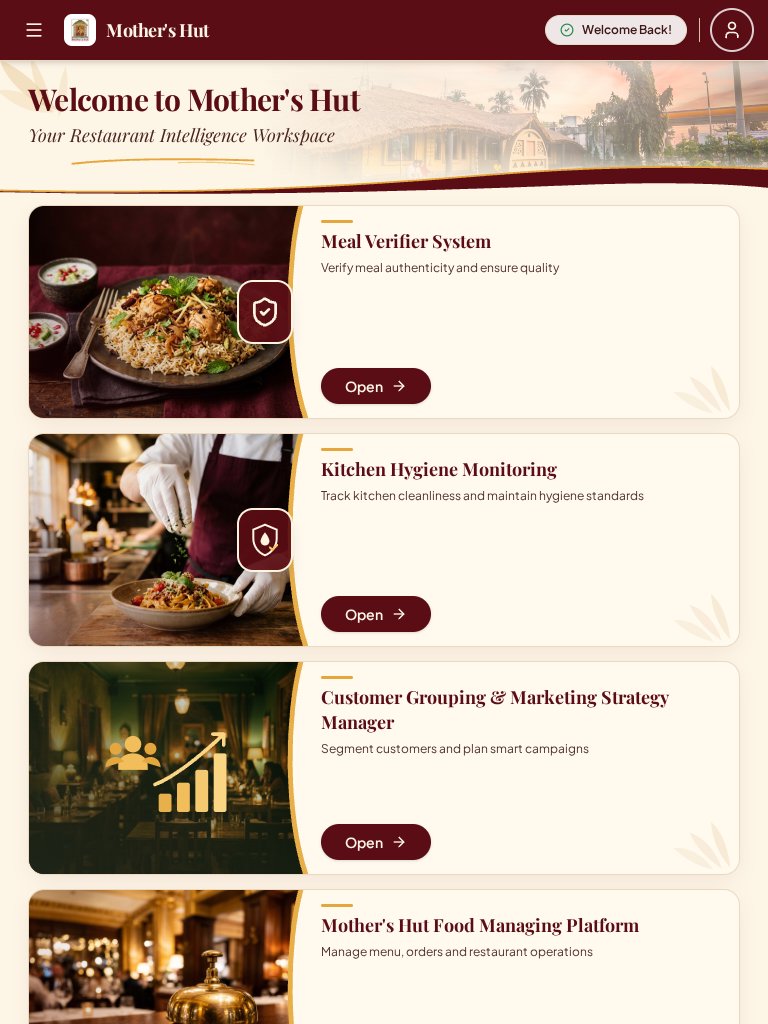 Mother's Hut
Welcome Back!
Welcome to Mother's Hut
Your Restaurant Intelligence Workspace
Meal Verifier System
Verify meal authenticity and ensure quality
Open
Kitchen Hygiene Monitoring
Track kitchen cleanliness and maintain hygiene standards
Open
Customer Grouping & Marketing Strategy
Manager
Segment customers and plan smart campaigns
Open
Mother's Hut Food Managing Platform
Manage menu, orders and restaurant operations